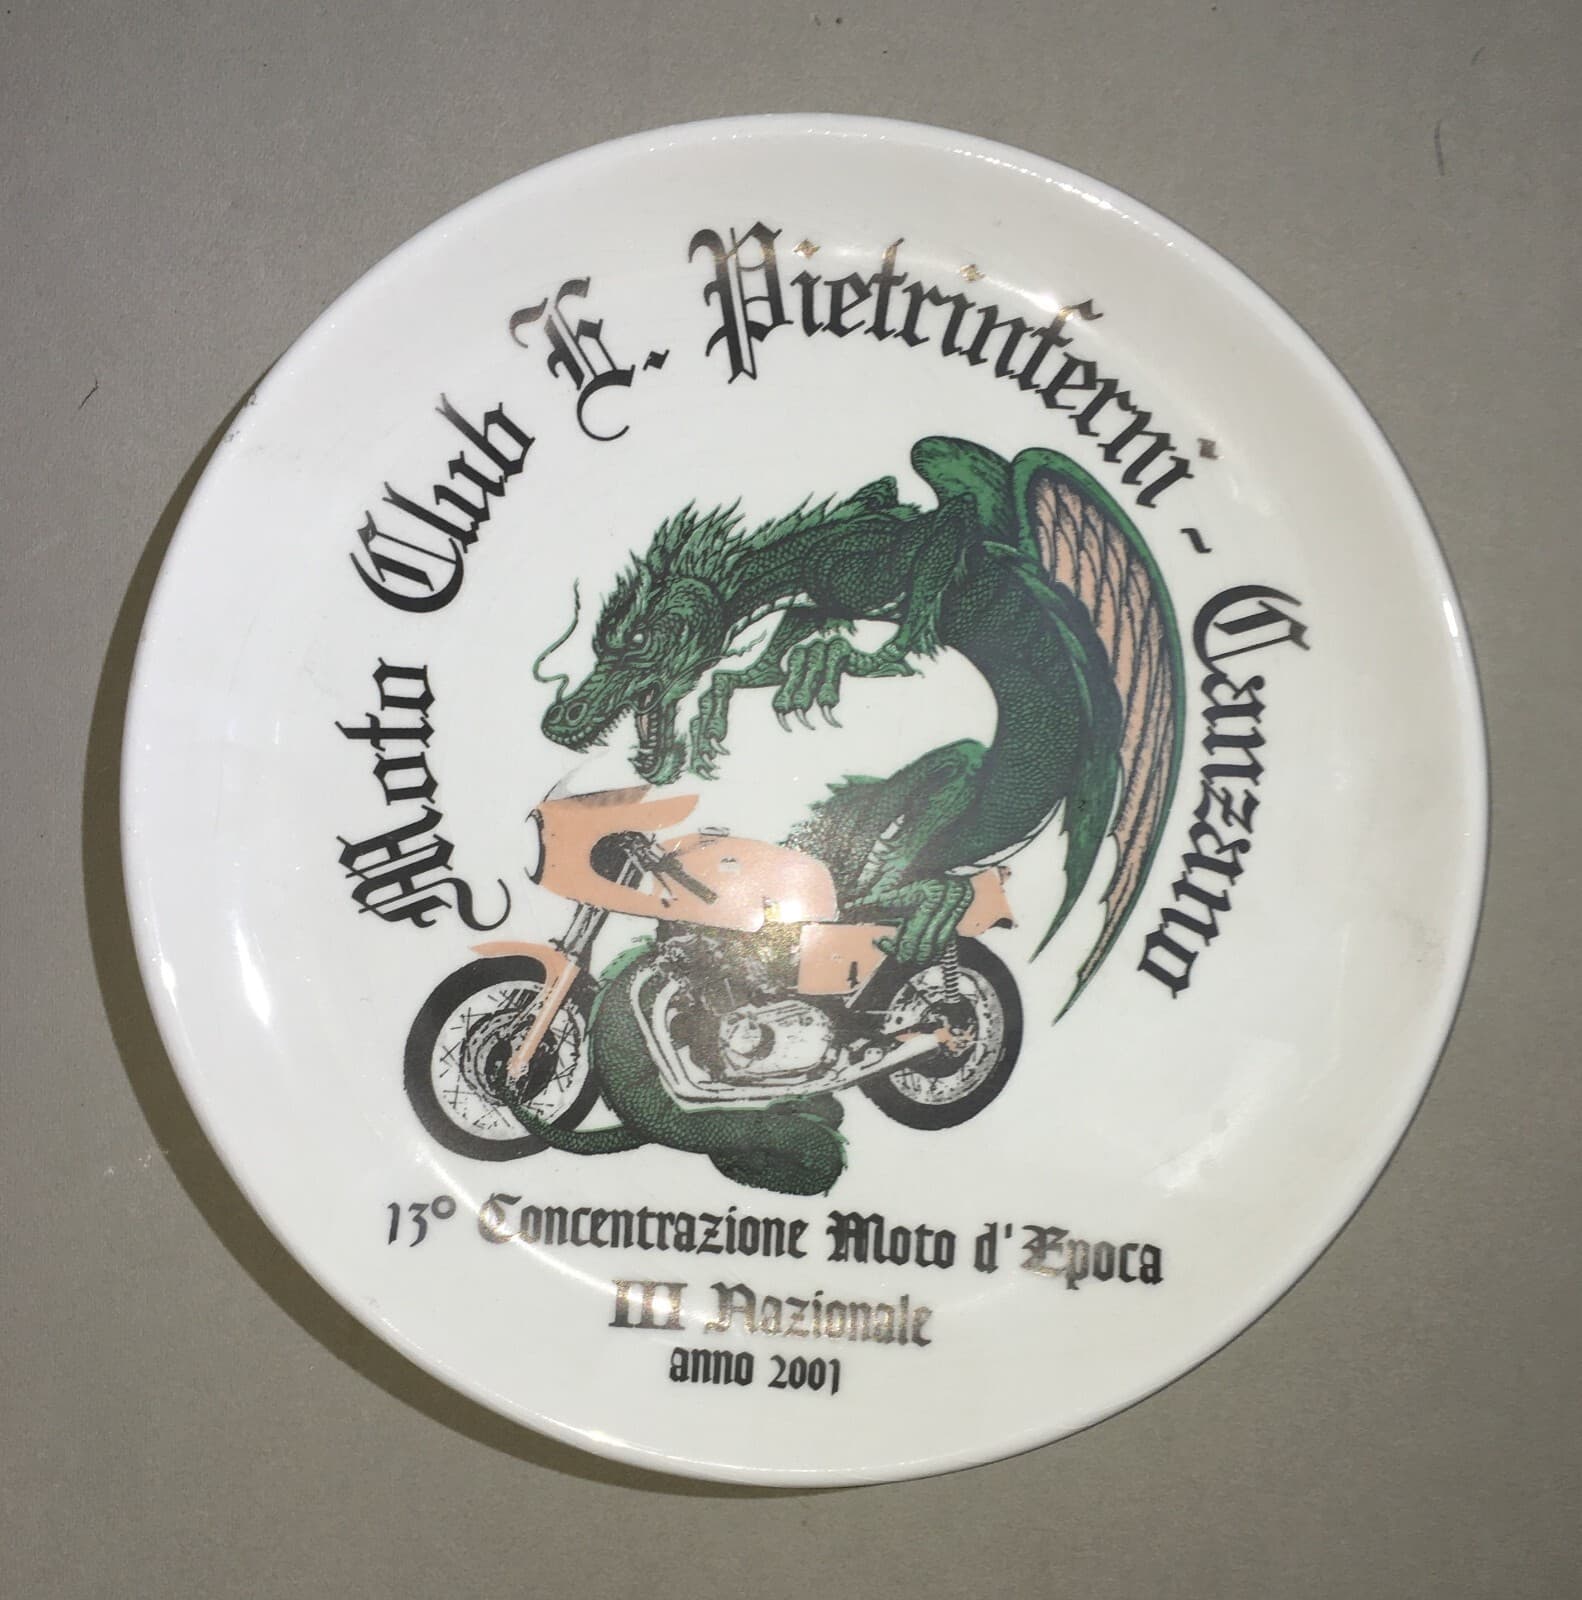 Moto Club E. Pietrinferni - Canzano
13° Concentrazione Moto d'Epoca
III Nazionale
anno 2001